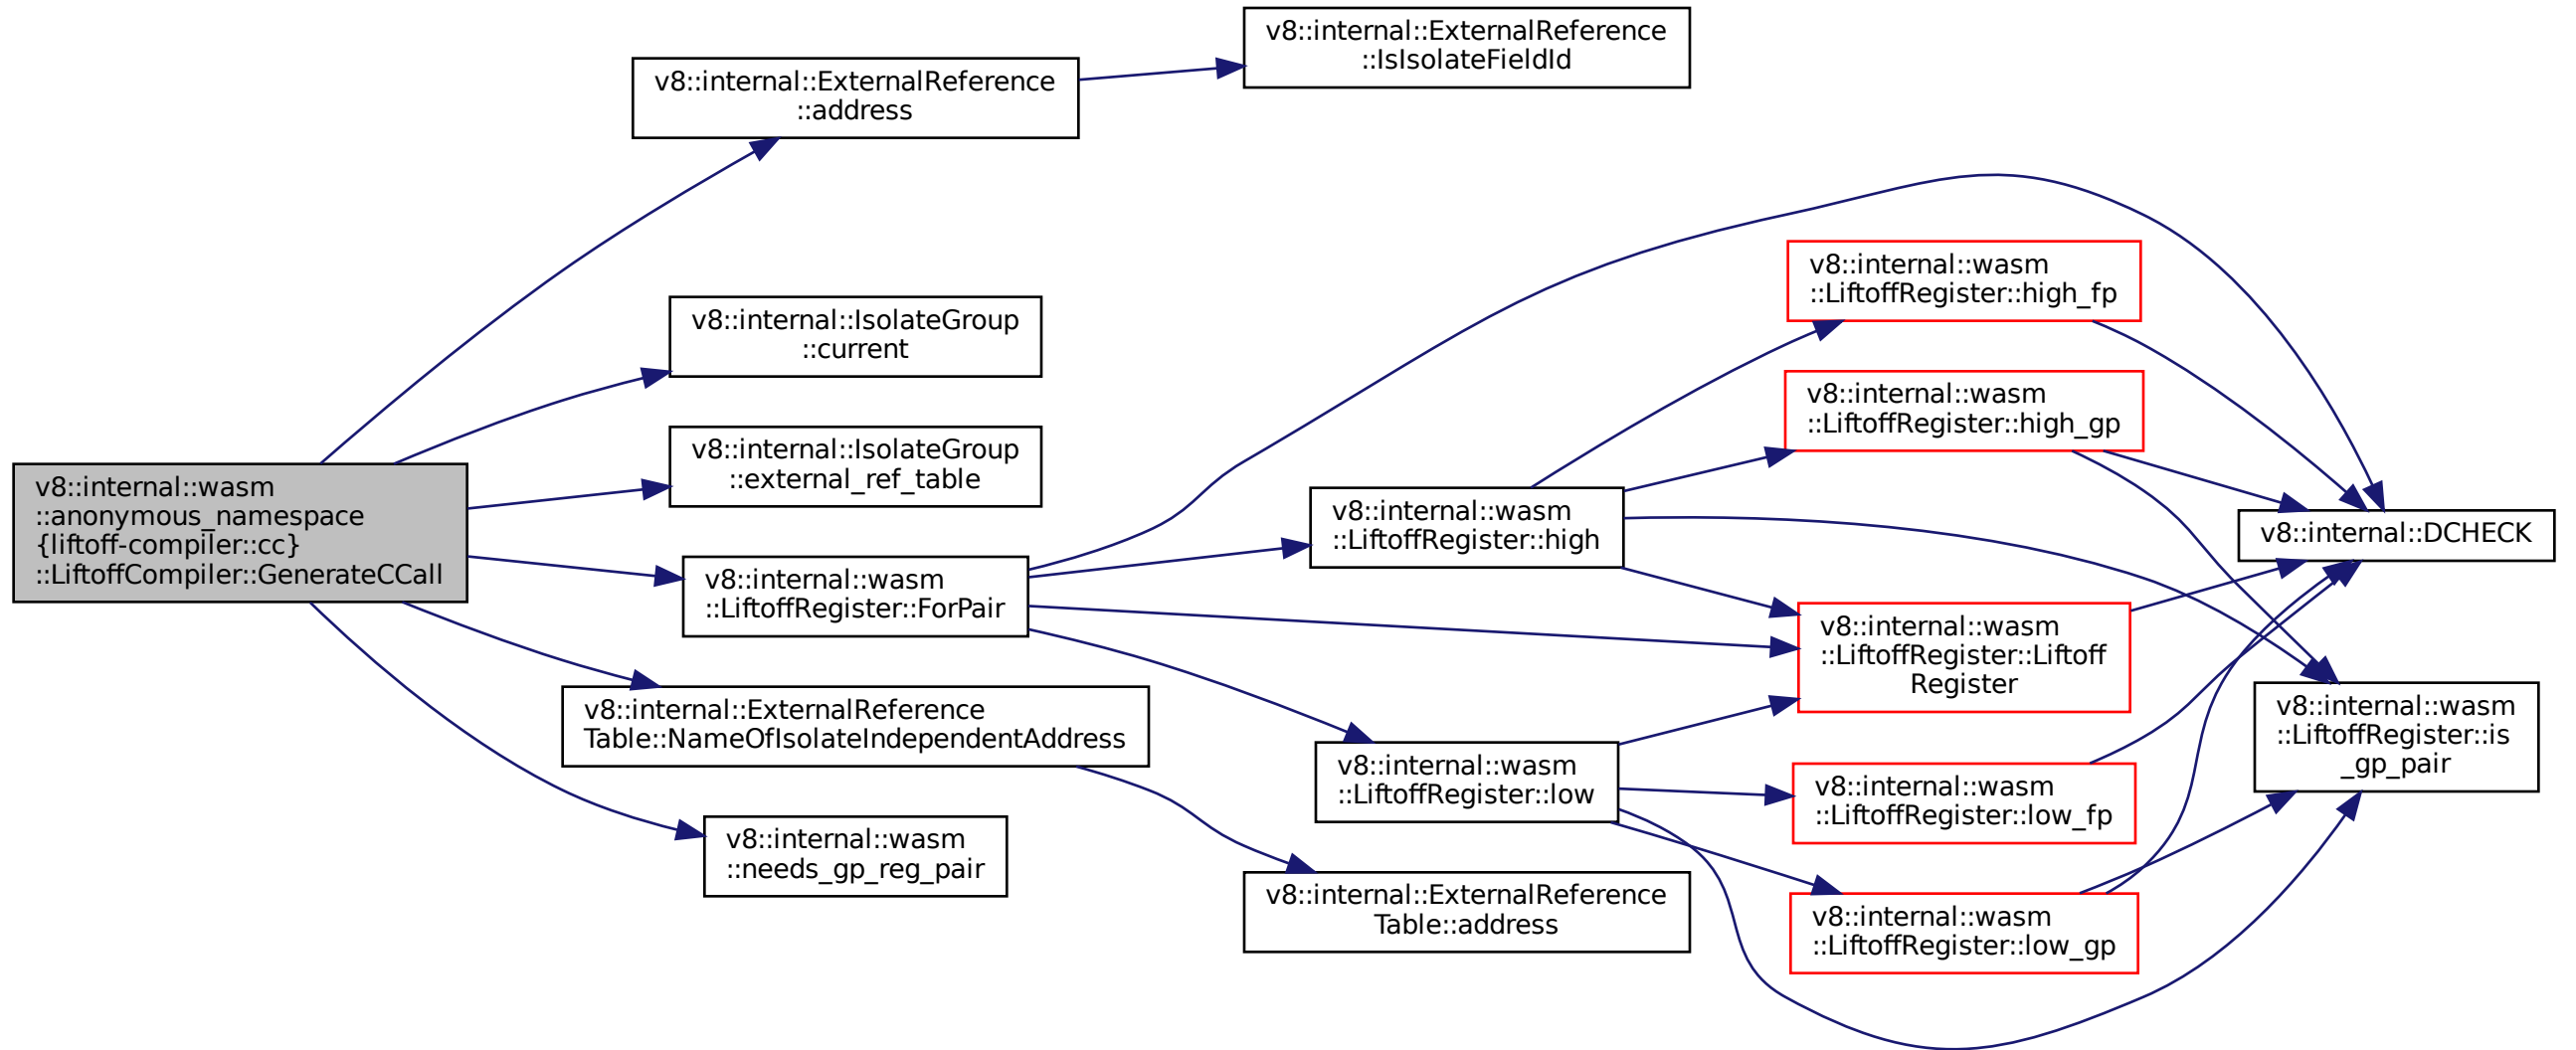 v8::internal::wasm
::anonymous_namespace
{liftoff-compiler::cc}
::LiftoffCompiler::GenerateCCall
v8::internal::ExternalReference
::address
v8::internal::ExternalReference
::IsIsolateFieldId
v8::internal::IsolateGroup
::current
v8::internal::IsolateGroup
::external_ref_table
v8::internal::wasm
::LiftoffRegister::ForPair
v8::internal::ExternalReference
Table::NameOfIsolateIndependentAddress
v8::internal::wasm
::needs_gp_reg_pair
v8::internal::wasm
::LiftoffRegister::high
v8::internal::wasm
::LiftoffRegister::low
v8::internal::ExternalReference
Table::address
v8::internal::wasm
::LiftoffRegister::high_fp
v8::internal::wasm
::LiftoffRegister::high_gp
v8::internal::wasm
::LiftoffRegister::Liftoff
Register
v8::internal::wasm
::LiftoffRegister::low_fp
v8::internal::wasm
::LiftoffRegister::low_gp
v8::internal::DCHECK
v8::internal::wasm
::LiftoffRegister::is
_gp_pair